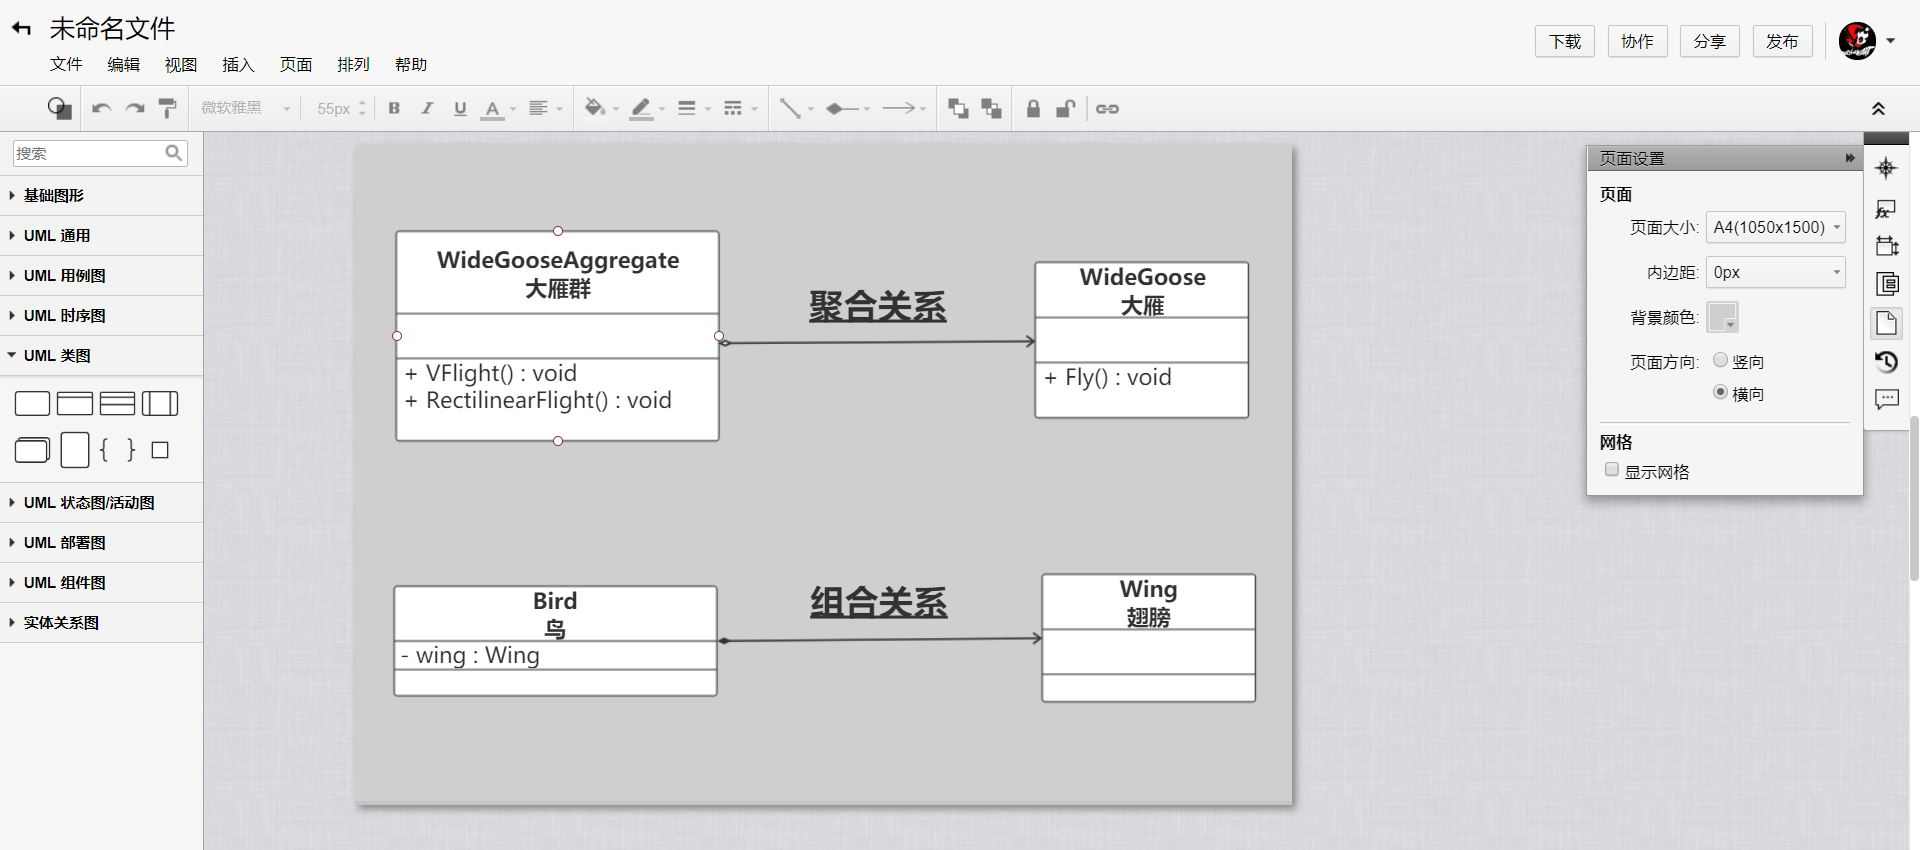 未命名文件
文件 编辑 视图 插入 页面 排列 帮助
下载 协作 分享 发布
微软雅黑 55px B I U A
搜索
基础图形
UML 通用
UML 用例图
UML 时序图
UML 类图
UML 状态图/活动图
UML 部署图
UML 组件图
实体关系图
WideGooseAggregate
大雁群
+ VFlight() : void
+ RectilinearFlight() : void
聚合关系
WideGoose
大雁
+ Fly() : void
Bird
鸟
- wing : Wing
组合关系
Wing
翅膀
页面设置
页面
页面大小: A4(1050x1500)
内边距: 0px
背景颜色:
页面方向: 竖向
横向
网格
显示网格